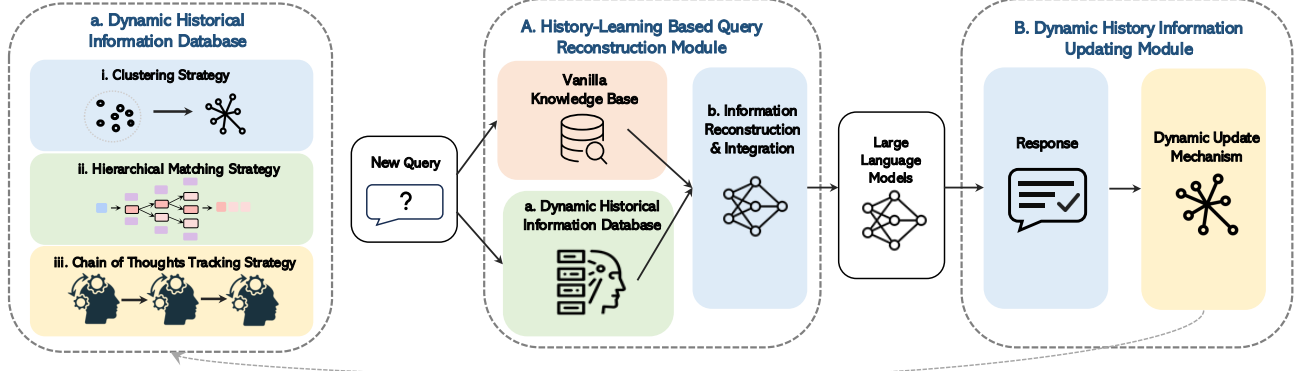 a. Dynamic Historical
Information Database
i. Clustering Strategy
ii. Hierarchical Matching Strategy
iii. Chain of Thoughts Tracking Strategy
New Query
?
A. History-Learning Based Query
Reconstruction Module
Vanilla
Knowledge Base
a. Dynamic Historical
Information Database
b. Information
Reconstruction
& Integration
Large
Language
Models
B. Dynamic History Information
Updating Module
Response
Dynamic Update
Mechanism